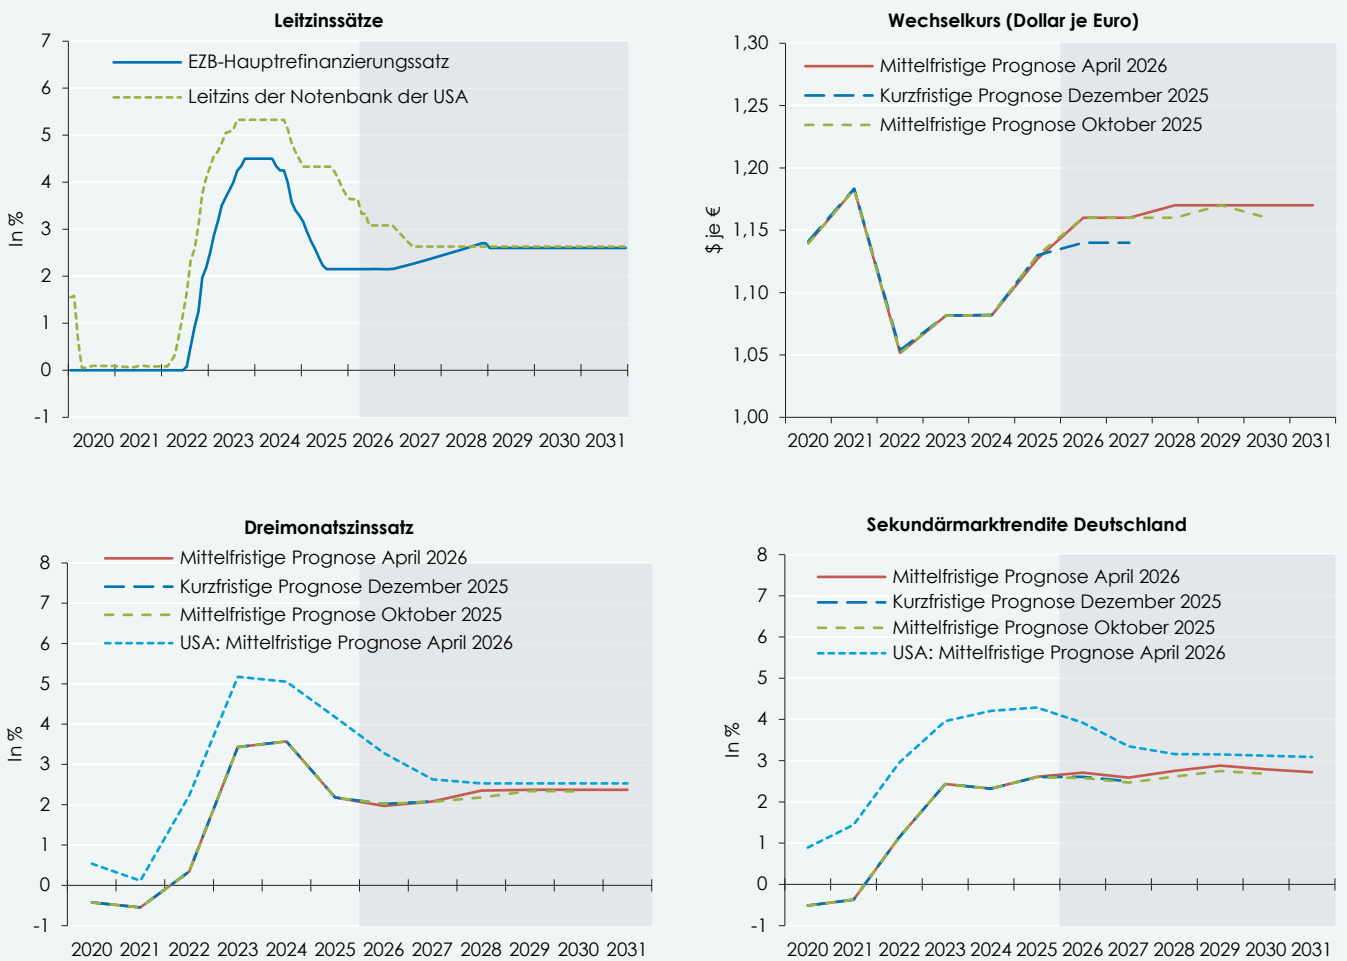 Leitzinssätze
7
6
5
4
3
2
1
0
-1
In %
EZB-Hauptrefinanzierungssatz
Leitzins der Notenbank der USA
2020 2021 2022 2023 2024 2025 2026 2027 2028 2029 2030 2031
Wechselkurs (Dollar je Euro)
1,30
1,25
1,20
1,15
1,10
1,05
1,00
$ je €
Mittelfristige Prognose April 2026
Kurzfristige Prognose Dezember 2025
Mittelfristige Prognose Oktober 2025
2020 2021 2022 2023 2024 2025 2026 2027 2028 2029 2030 2031
Dreimonatszinssatz
8
7
6
5
4
3
2
1
0
-1
In %
Mittelfristige Prognose April 2026
Kurzfristige Prognose Dezember 2025
Mittelfristige Prognose Oktober 2025
USA: Mittelfristige Prognose April 2026
2020 2021 2022 2023 2024 2025 2026 2027 2028 2029 2030 2031
Sekundärmarktrendite Deutschland
8
7
6
5
4
3
2
1
0
-1
In %
Mittelfristige Prognose April 2026
Kurzfristige Prognose Dezember 2025
Mittelfristige Prognose Oktober 2025
USA: Mittelfristige Prognose April 2026
2020 2021 2022 2023 2024 2025 2026 2027 2028 2029 2030 2031